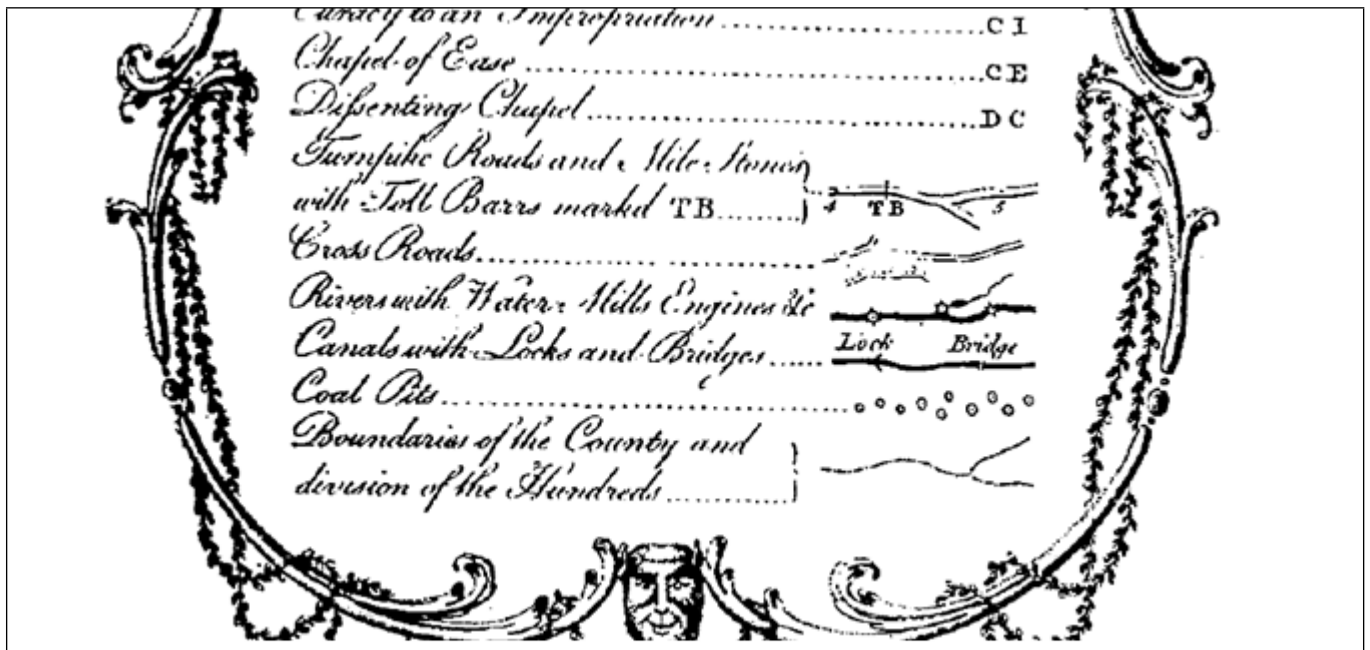 Curacy to an Impropriation ........ C I
Chapel of Ease ........ C E
Dissenting Chapel ........ D C
Turnpike Roads and Mile Stones
with Toll Barrs markd TB ........ 4 TB 5
Cross Roads ........
Rivers with Water Mills Engines &c
Canals with Locks and Bridges ...... Lock Bridge
Coal Pits ........
Boundaries of the County and
division of the Hundreds ........